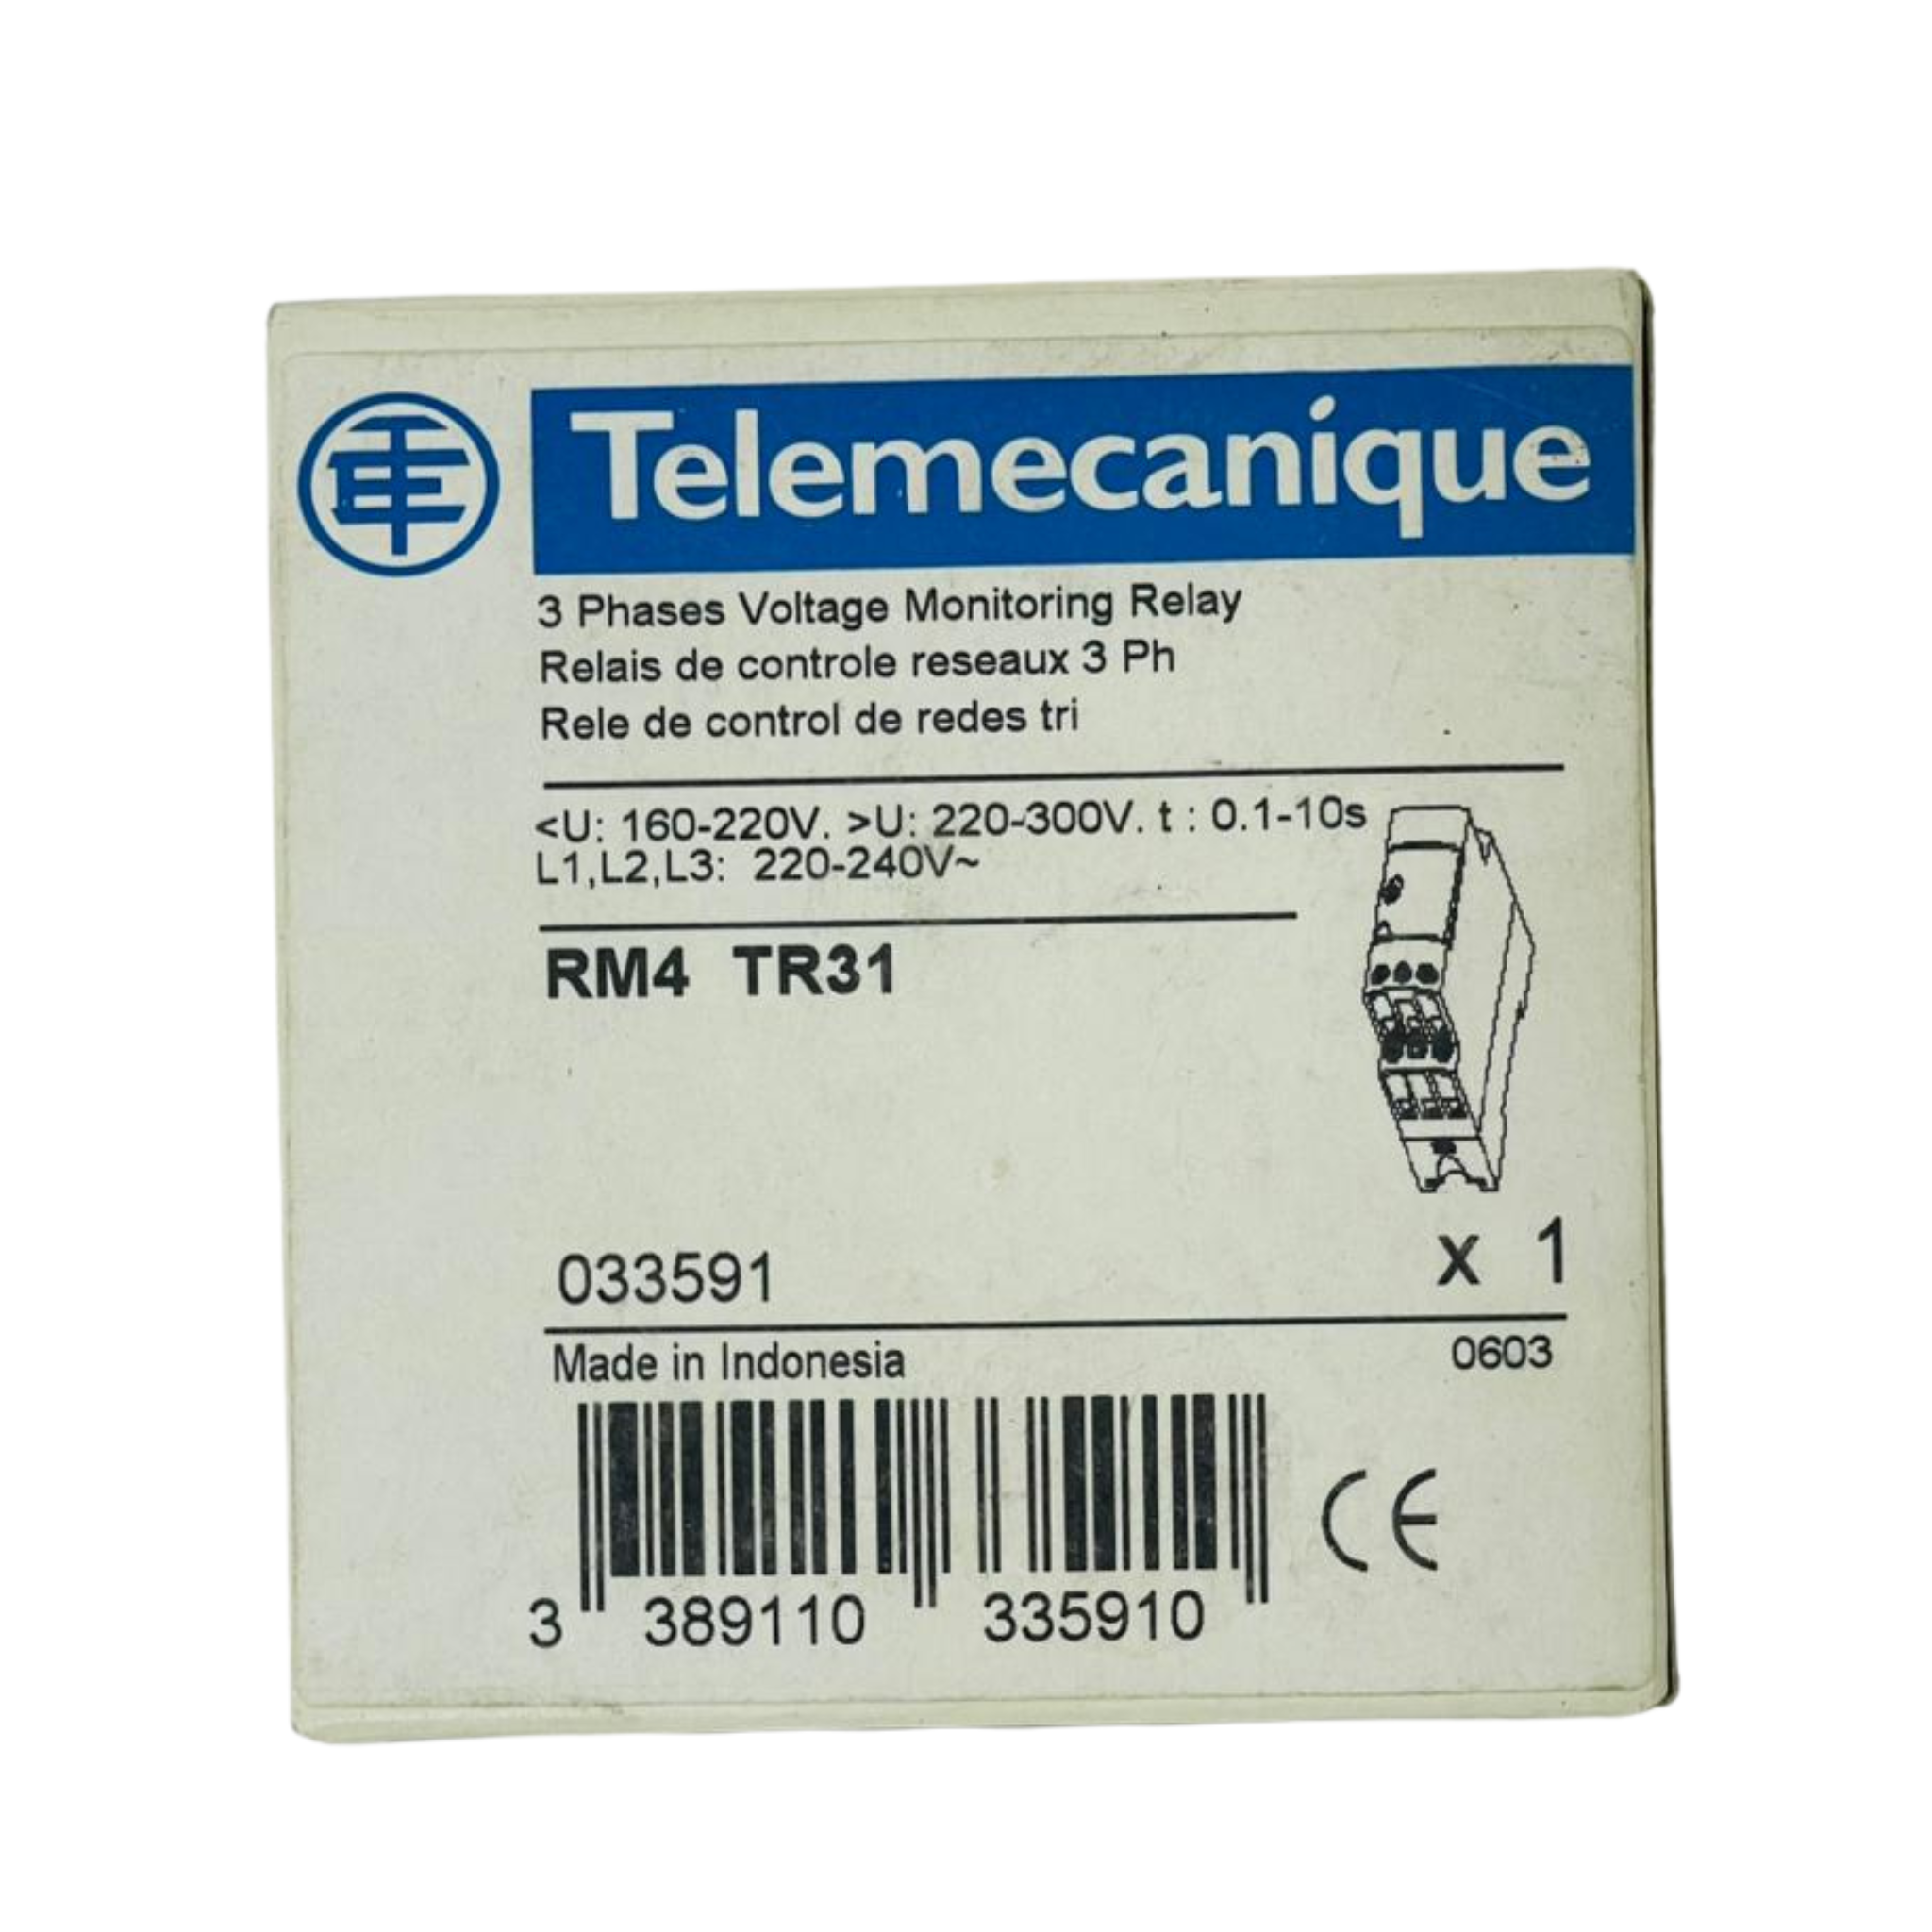 Telemecanique
3 Phases Voltage Monitoring Relay
Relais de controle reseaux 3 Ph
Rele de control de redes tri
<U: 160-220V. >U: 220-300V. t : 0.1-10s
L1,L2,L3: 220-240V~
RM4 TR31
033591
x 1
Made in Indonesia
0603
CE
3 389110 335910